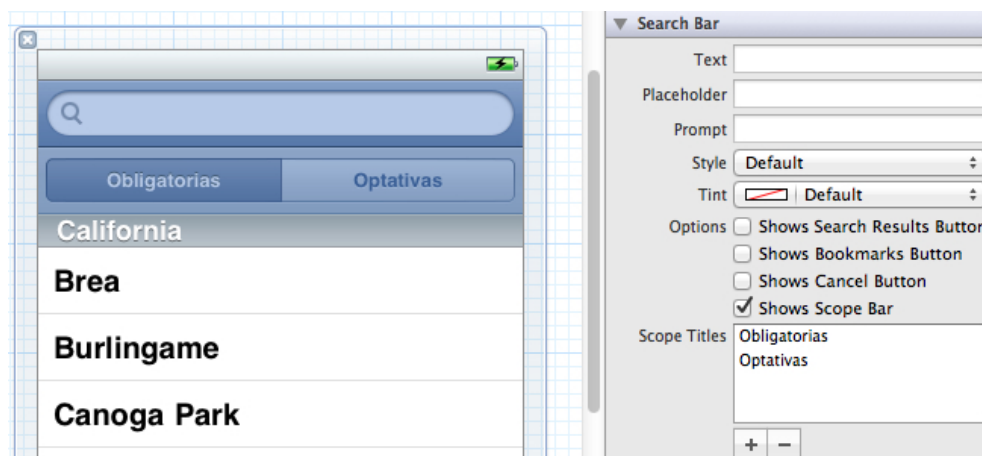 Obligatorias
Optativas
California
Brea
Burlingame
Canoga Park
Search Bar
Text
Placeholder
Prompt
Style Default
Tint Default
Options Shows Search Results Button
Shows Bookmarks Button
Shows Cancel Button
Shows Scope Bar
Scope Titles Obligatorias
Optativas